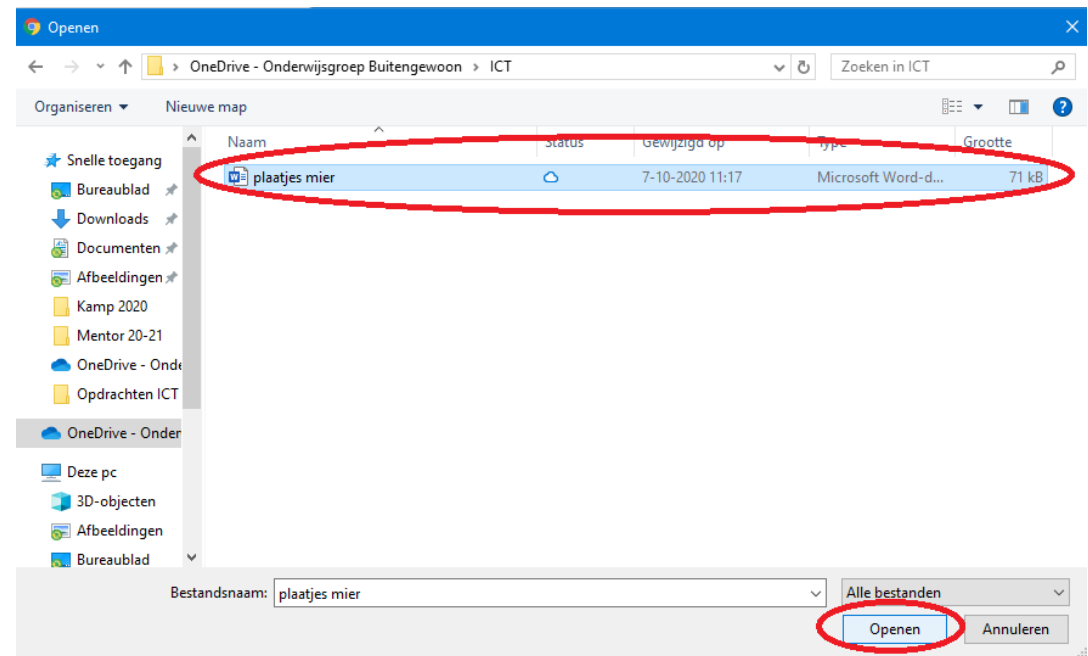 Openen
OneDrive - Onderwijsgroep Buitengewoon > ICT
Zoeken in ICT
Organiseren
Nieuwe map
Naam
Status
Gewijzigd op
Type
Grootte
plaatjes mier
7-10-2020 11:17
Microsoft Word-d...
71 kB
Snelle toegang
Bureaublad
Downloads
Documenten
Afbeeldingen
Kamp 2020
Mentor 20-21
OneDrive - Onde
Opdrachten ICT
OneDrive - Onder
Deze pc
3D-objecten
Afbeeldingen
Bureaublad
Bestandsnaam: plaatjes mier
Alle bestanden
Openen
Annuleren